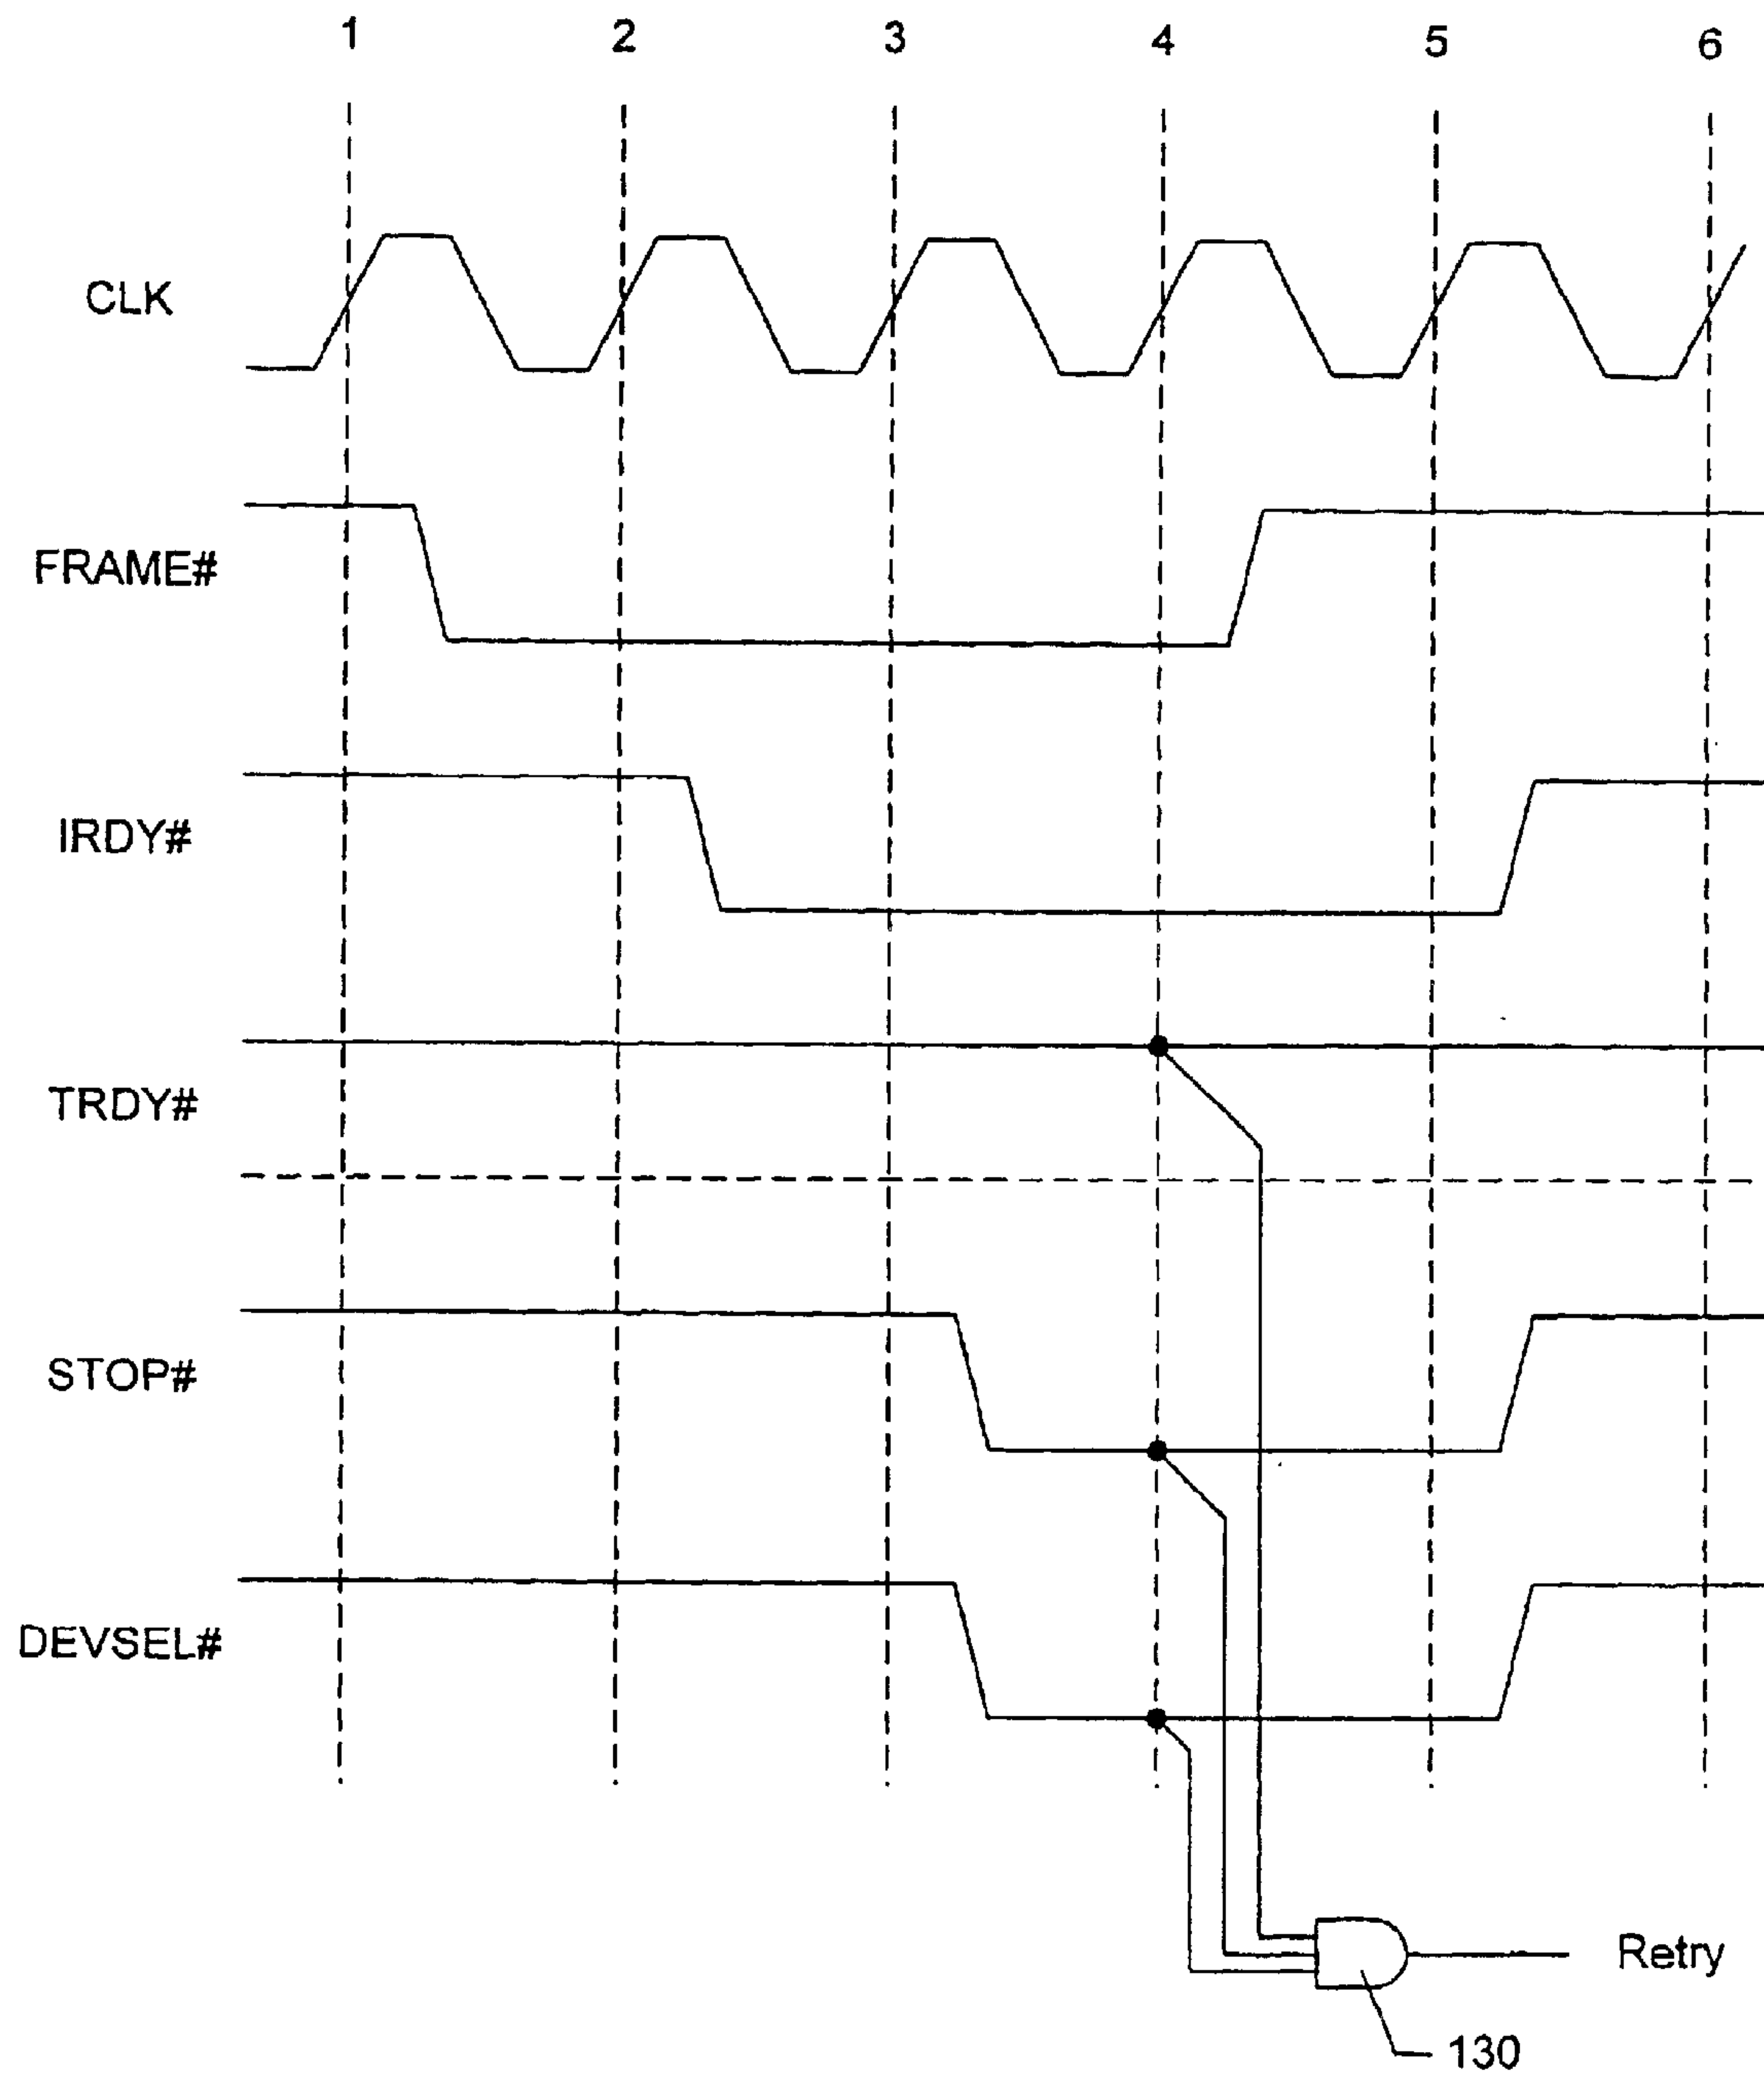 1 2 3 4 5 6
CLK
FRAME#
IRDY#
TRDY#
STOP#
DEVSEL#
Retry
130